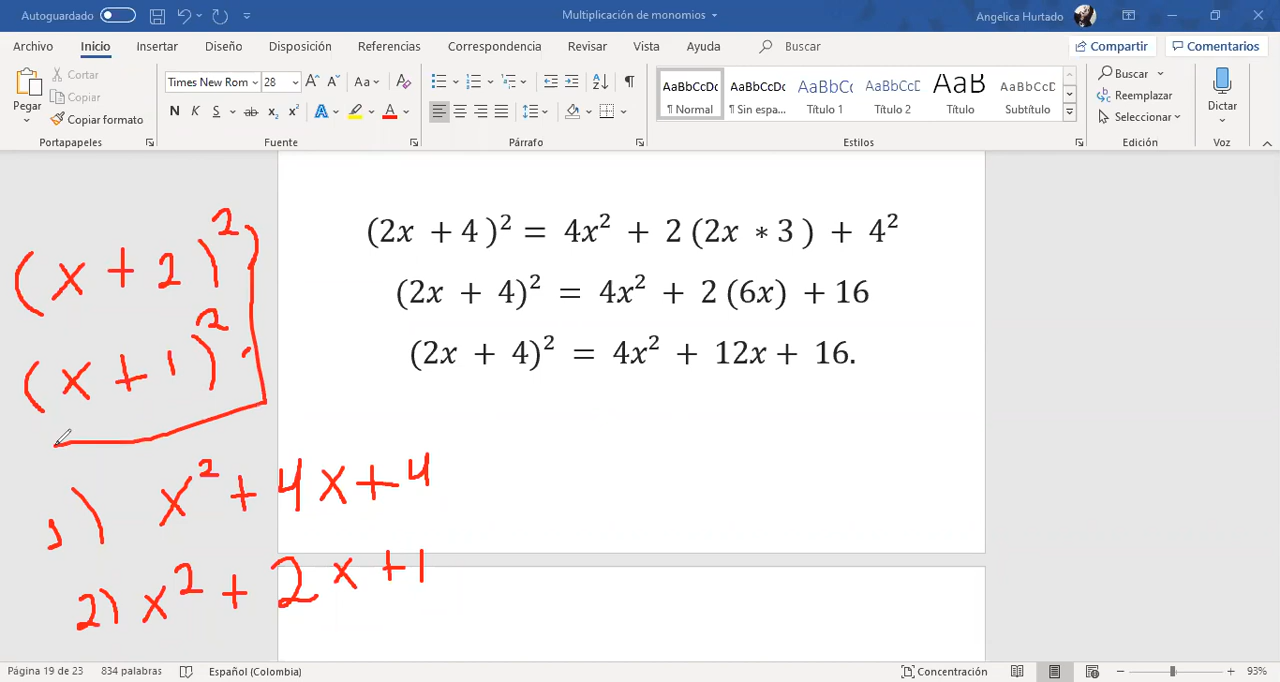 Autoguardado Multiplicación de monomios Angelica Hurtado
Archivo Inicio Insertar Diseño Disposición Referencias Correspondencia Revisar Vista Ayuda Buscar Compartir Comentarios
Pegar Cortar Copiar Copiar formato
Times New Rom 28 Aa
N K S ab x₂ x² A A
AaBbCcDc AaBbCcDc AaBbCc AaBbCcD AaB AaBbCcD
¶ Normal ¶ Sin espa... Título 1 Título 2 Título Subtítulo
Buscar Reemplazar Seleccionar Dictar
Portapapeles Fuente Párrafo Estilos Edición Voz
(2x + 4 )² = 4x² + 2 (2x ∗ 3 ) + 4²
(2x + 4)² = 4x² + 2 (6x) + 16
(2x + 4)² = 4x² + 12x + 16.
(x + 2)²
(x + 1)²
) x² + 4x + 4
2) x² + 2x + 1
Página 19 de 23 834 palabras Español (Colombia) Concentración 93%